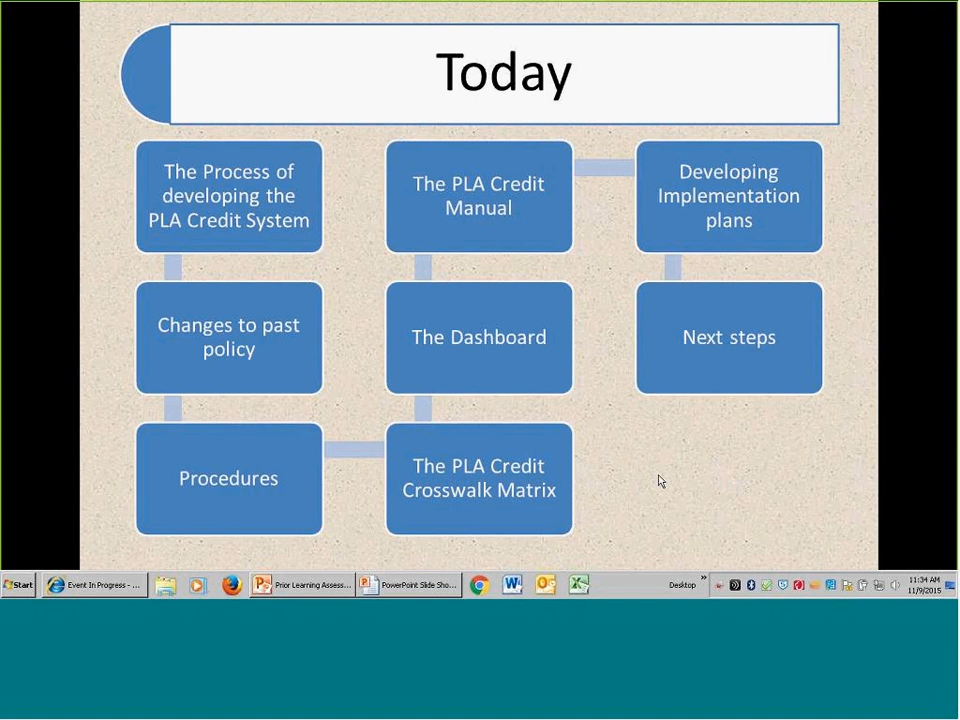 Today
The Process of
developing the
PLA Credit System
Changes to past
policy
Procedures
The PLA Credit
Crosswalk Matrix
The Dashboard
The PLA Credit
Manual
Developing
Implementation
plans
Next steps
Start
Event In Progress - ...
Prior Learning Assess...
PowerPoint Slide Sho...
Desktop
11:34 AM
11/9/2015